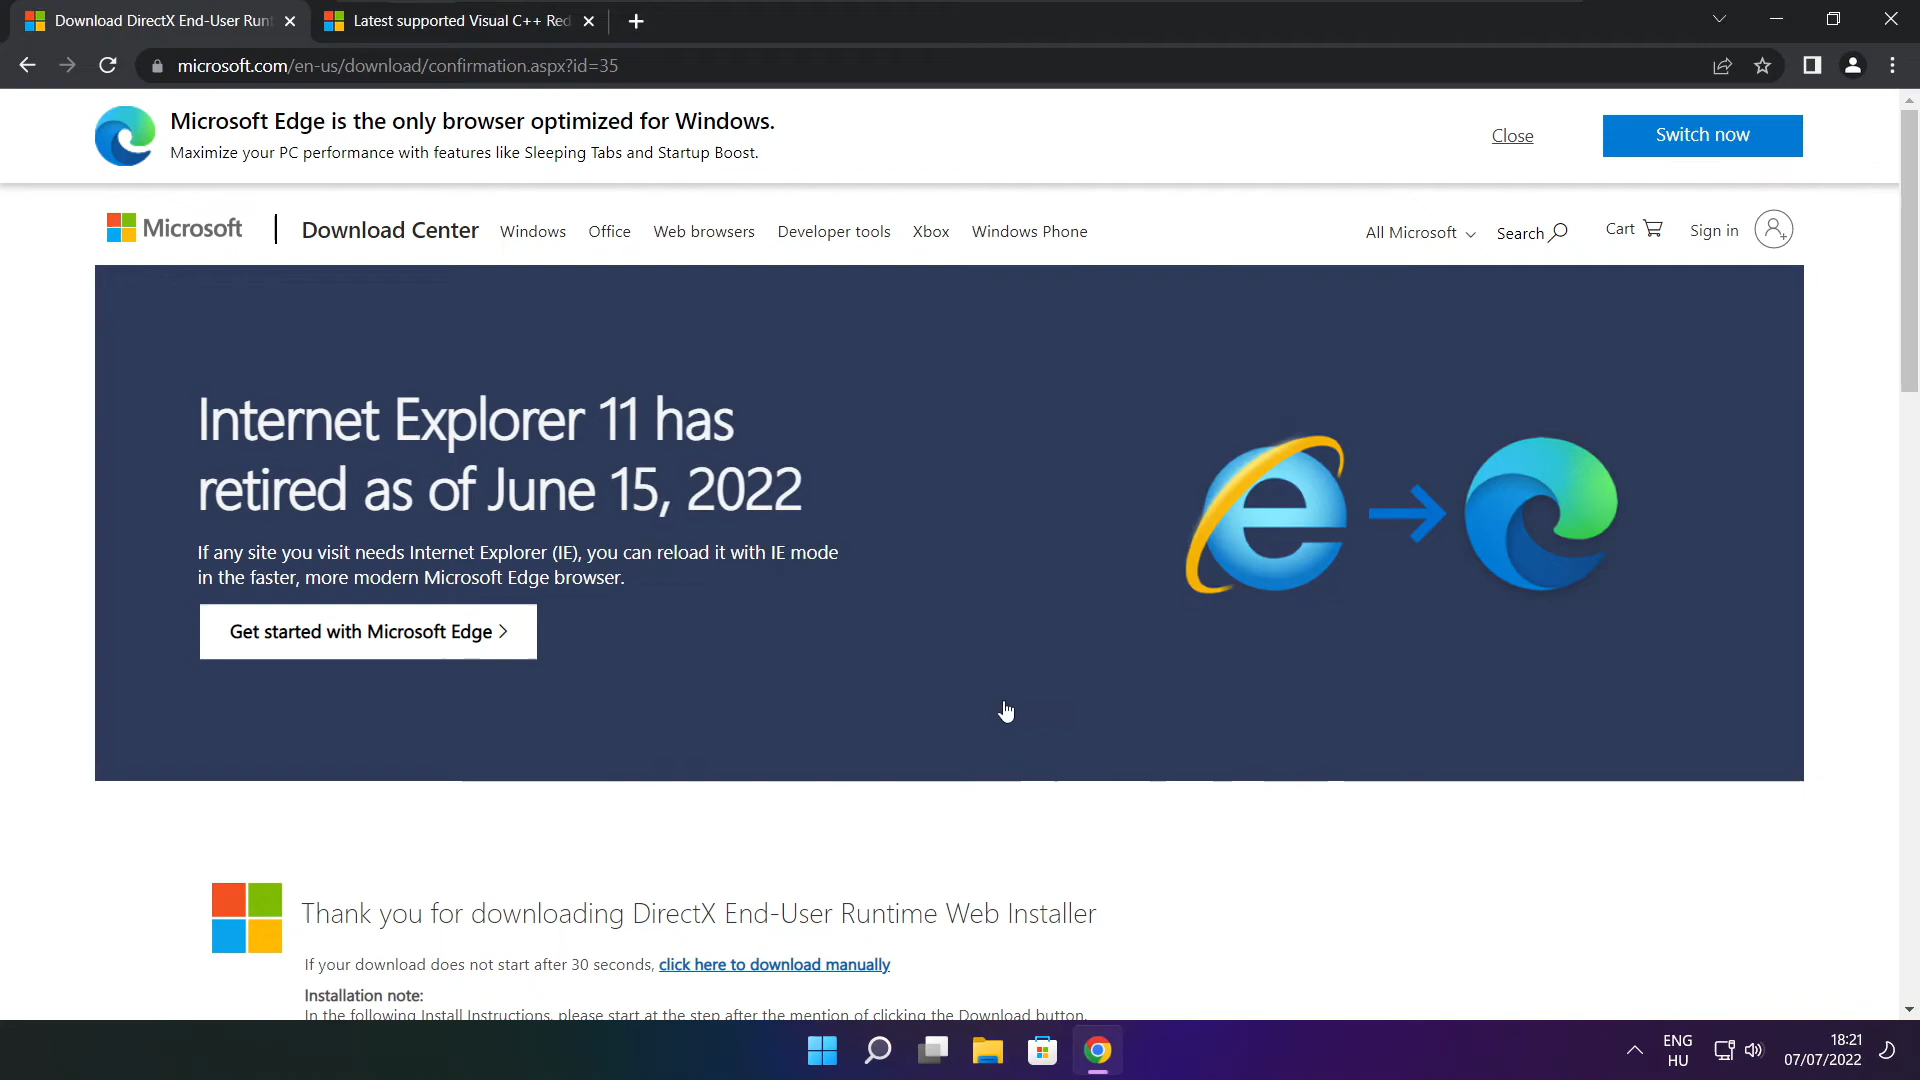 Download DirectX End-User Runt
Latest supported Visual C++ Red
microsoft.com/en-us/download/confirmation.aspx?id=35
Microsoft Edge is the only browser optimized for Windows.
Maximize your PC performance with features like Sleeping Tabs and Startup Boost.
Close
Switch now
Microsoft
Download Center
Windows
Office
Web browsers
Developer tools
Xbox
Windows Phone
All Microsoft
Search
Cart
Sign in
Internet Explorer 11 has
retired as of June 15, 2022
If any site you visit needs Internet Explorer (IE), you can reload it with IE mode
in the faster, more modern Microsoft Edge browser.
Get started with Microsoft Edge >
Thank you for downloading DirectX End-User Runtime Web Installer
If your download does not start after 30 seconds, click here to download manually
Installation note:
In the following Install Instructions, please start at the step after the mention of clicking the Download button.
ENG
HU
18:21
07/07/2022